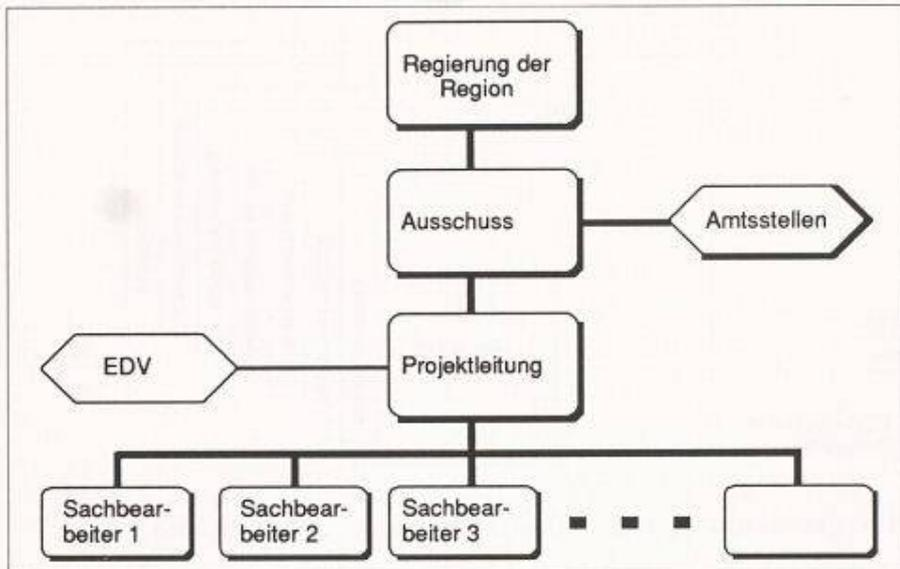 Regierung der
Region
Ausschuss
Amtsstellen
EDV
Projektleitung
Sachbear-
beiter 1
Sachbear-
beiter 2
Sachbear-
beiter 3